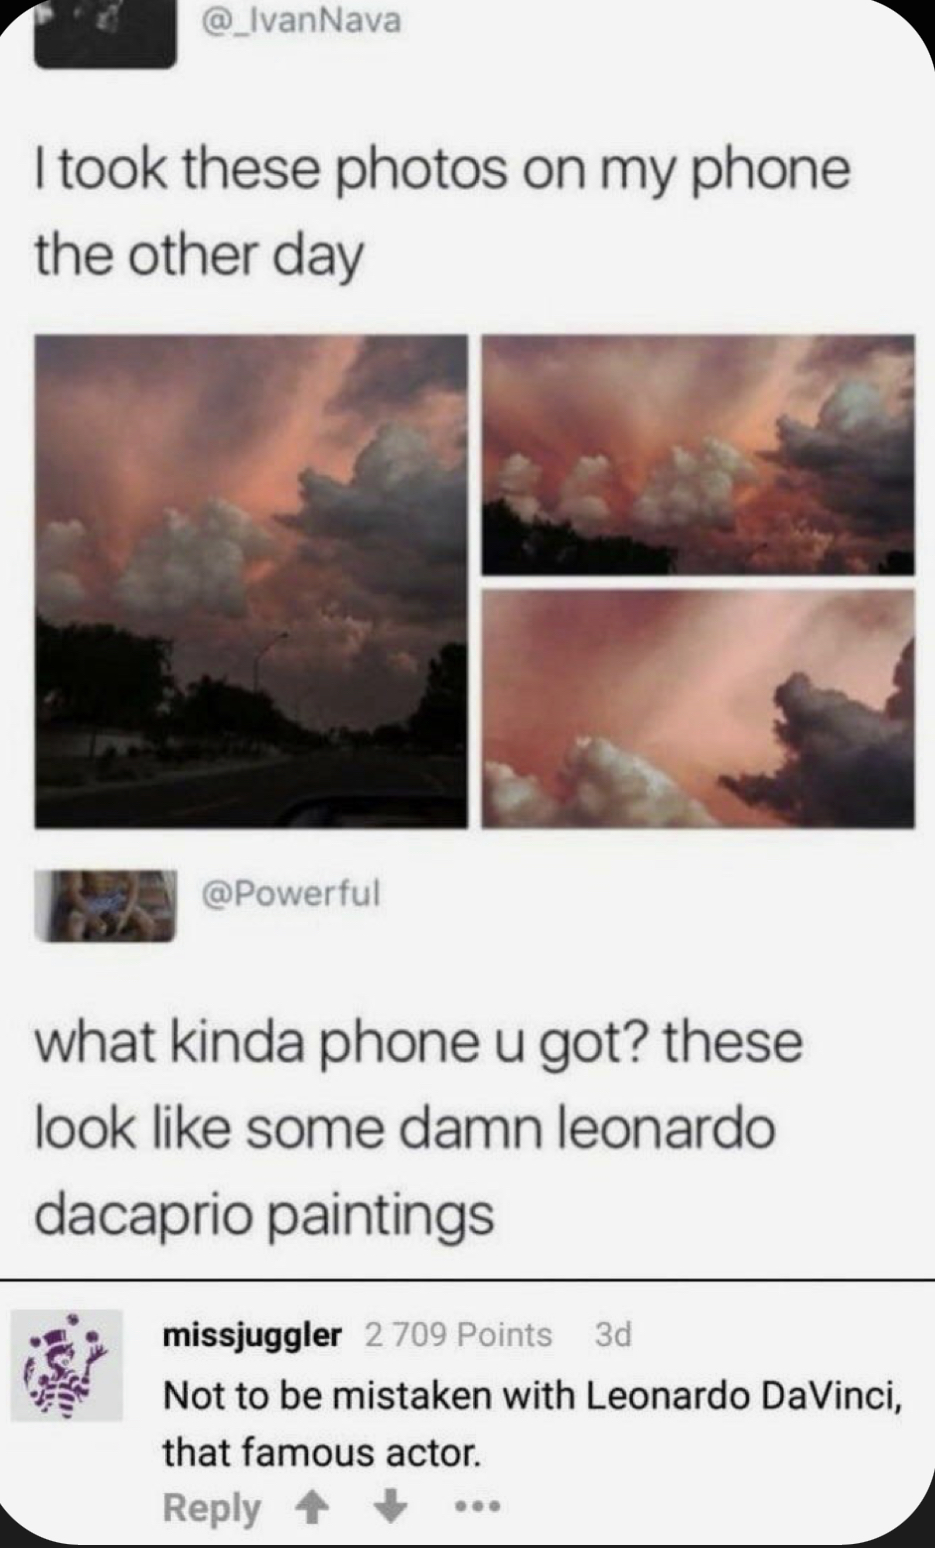 @_IvanNava
I took these photos on my phone
the other day
@Powerful
what kinda phone u got? these
look like some damn leonardo
dacaprio paintings
missjuggler 2 709 Points 3d
Not to be mistaken with Leonardo DaVinci,
that famous actor.
Reply